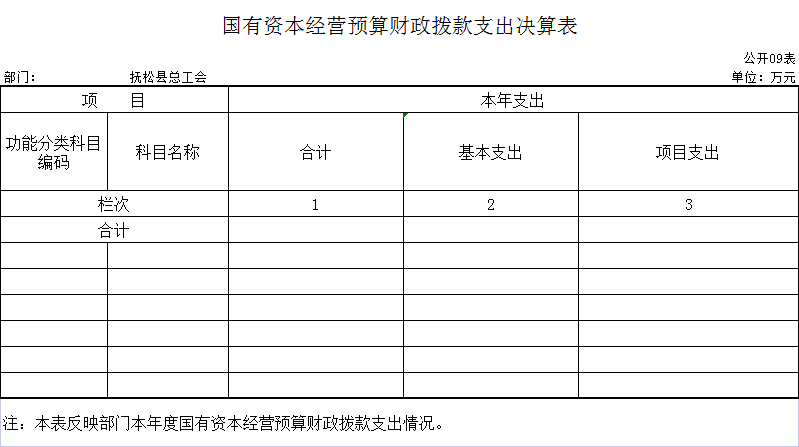 国有资本经营预算财政拨款支出决算表
公开09表
部门： 抚松县总工会 单位：万元
项 目 本年支出
功能分类科目编码 科目名称 合计 基本支出 项目支出
栏次 1 2 3
合计
注：本表反映部门本年度国有资本经营预算财政拨款支出情况。